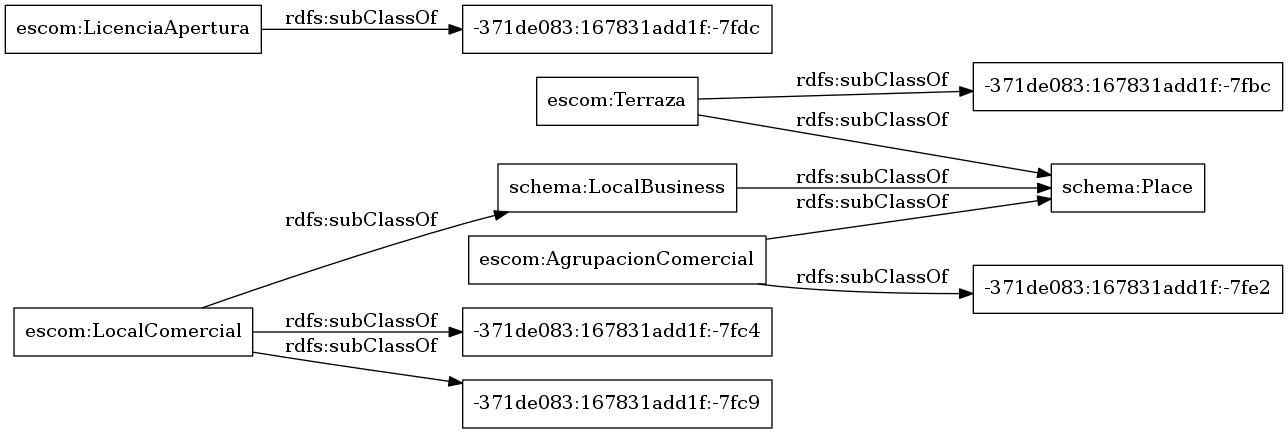 escom:LicenciaApertura
rdfs:subClassOf
-371de083:167831add1f:-7fdc
escom:Terraza
rdfs:subClassOf
-371de083:167831add1f:-7fbc
rdfs:subClassOf
schema:LocalBusiness
rdfs:subClassOf
schema:Place
rdfs:subClassOf
rdfs:subClassOf
escom:AgrupacionComercial
rdfs:subClassOf
-371de083:167831add1f:-7fe2
escom:LocalComercial
rdfs:subClassOf
-371de083:167831add1f:-7fc4
rdfs:subClassOf
-371de083:167831add1f:-7fc9